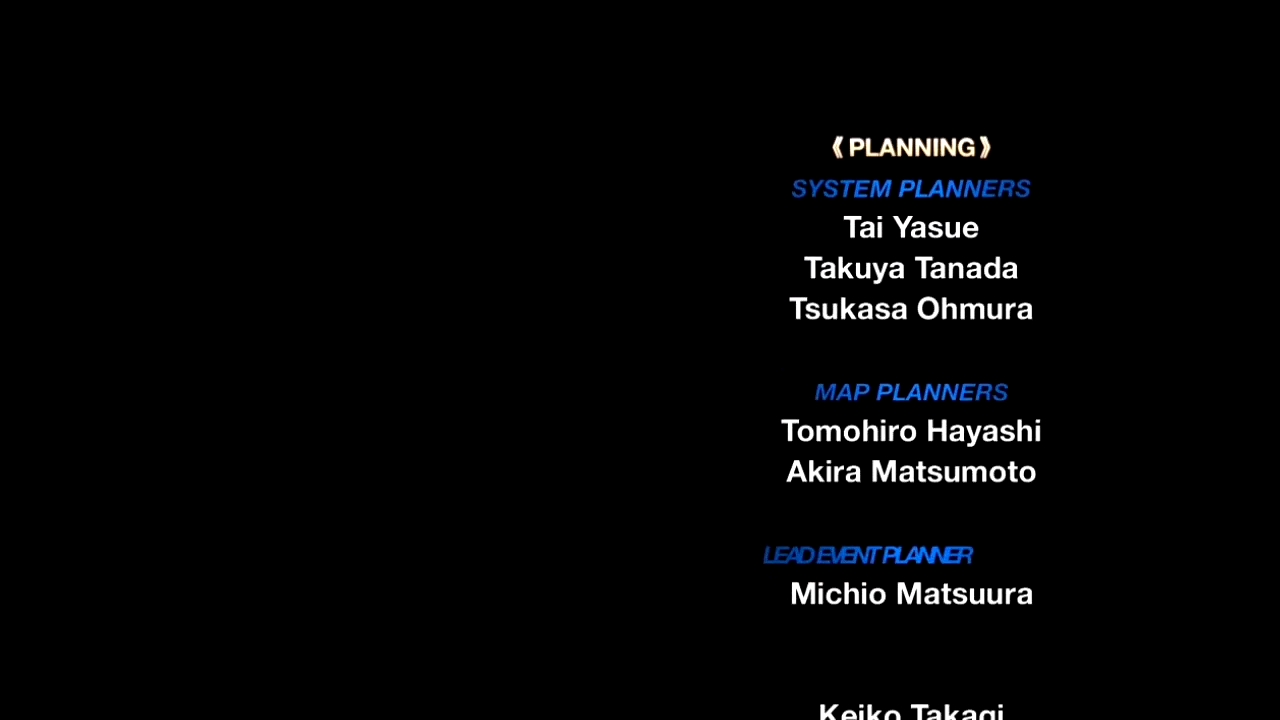 《PLANNING》
SYSTEM PLANNERS
Tai Yasue
Takuya Tanada
Tsukasa Ohmura
MAP PLANNERS
Tomohiro Hayashi
Akira Matsumoto
LEAD EVENT PLANNER
Michio Matsuura
Keiko Takagi